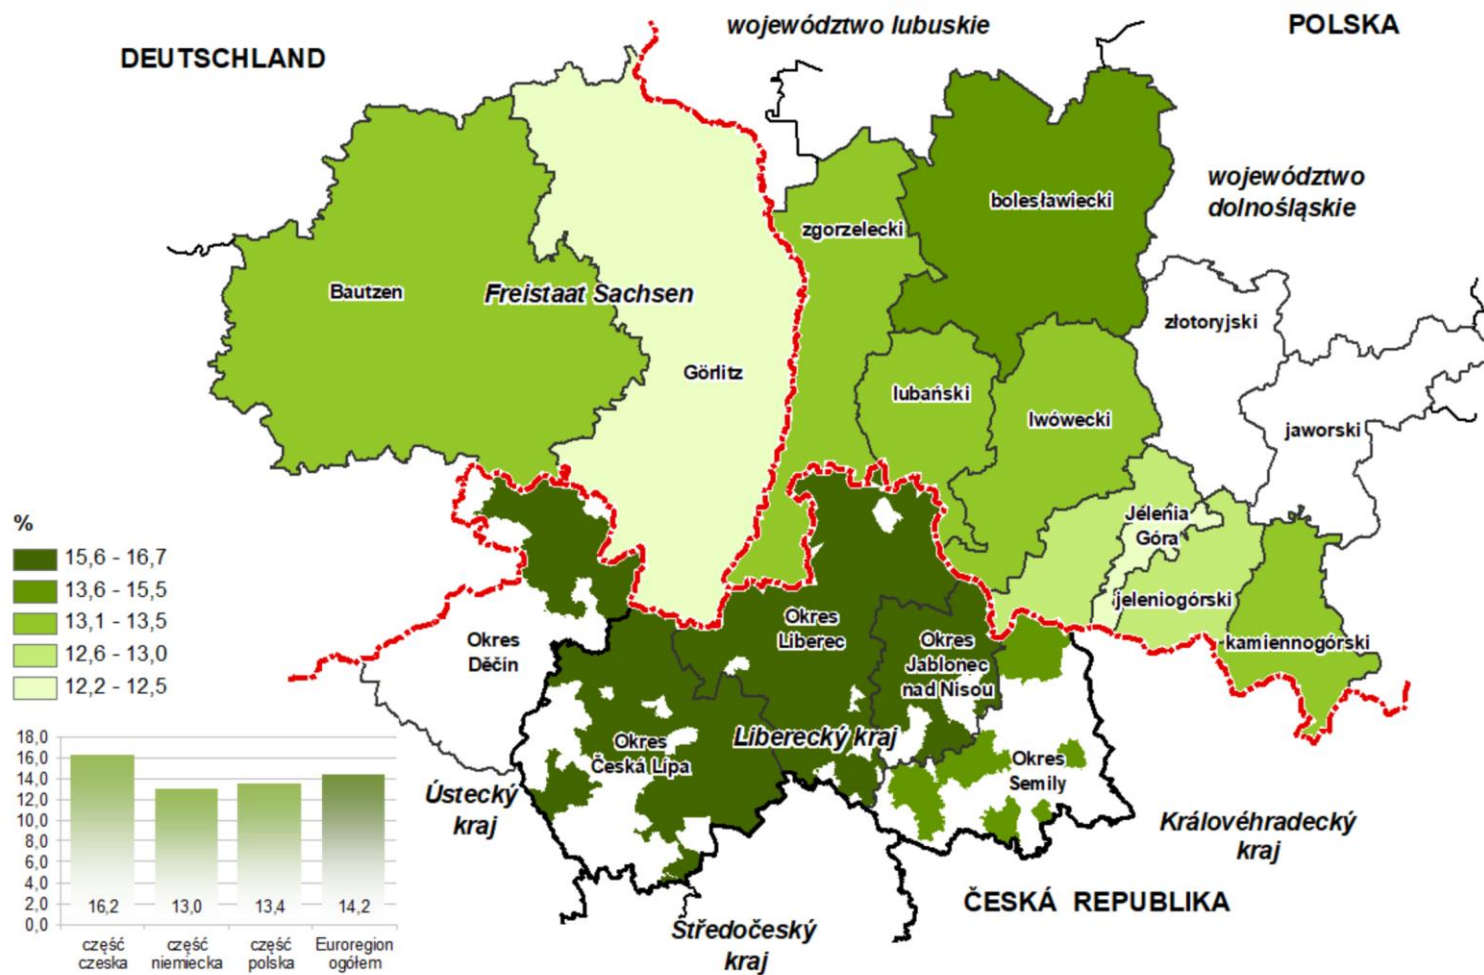 województwo lubuskie
POLSKA
DEUTSCHLAND
województwo
dolnośląskie
bolesławiecki
zgorzelecki
Bautzen
Freistaat Sachsen
złotoryjski
Görlitz
lubański
lwówecki
jaworski
Jelenia
Góra
jeleniogórski
kamiennogórski
%
15,6 - 16,7
13,6 - 15,5
13,1 - 13,5
12,6 - 13,0
12,2 - 12,5
Okres
Děčín
Okres
Liberec
Okres
Jablonec
nad Nisou
Okres
Česká Lípa
Liberecký kraj
Okres
Semily
Ústecký
kraj
Královéhradecký
kraj
ČESKÁ REPUBLIKA
Středočeský
kraj
18,0
16,0
14,0
12,0
10,0
8,0
6,0
4,0
2,0
0,0
16,2
13,0
13,4
14,2
część
czeska
część
niemiecka
część
polska
Euroregion
ogółem